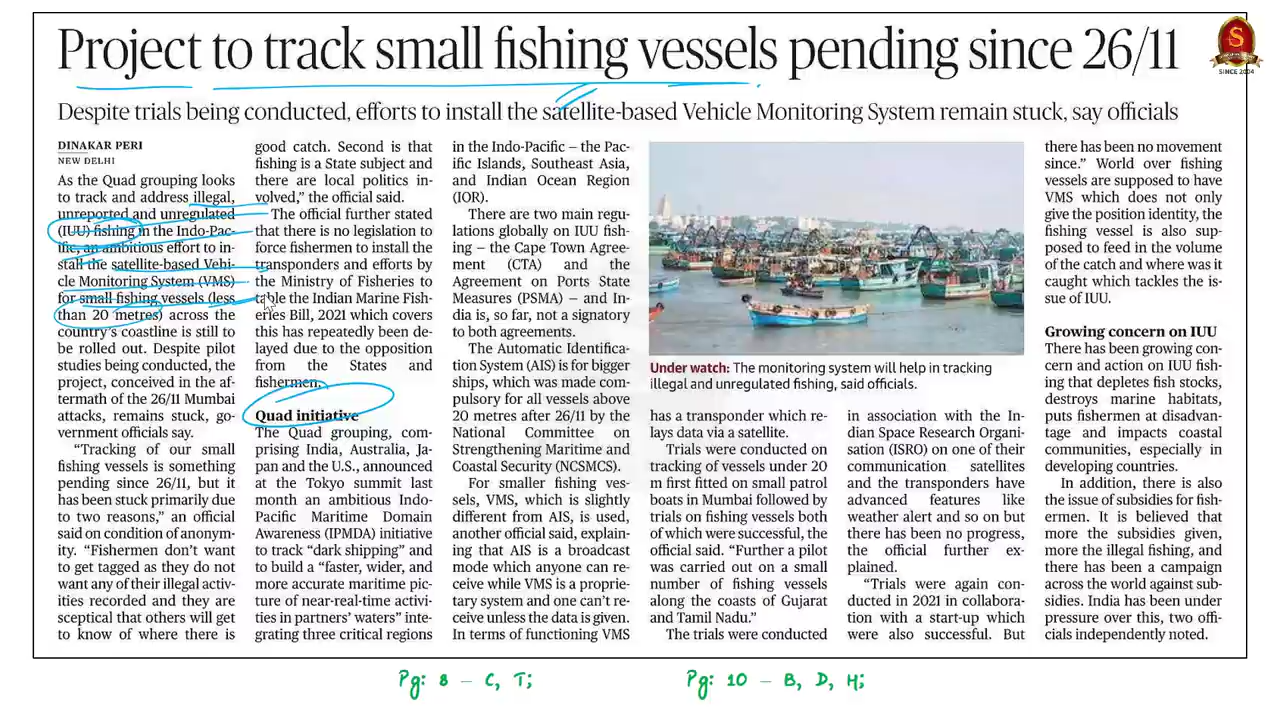 Project to track small fishing vessels pending since 26/11
S
SINCE 2004
Despite trials being conducted, efforts to install the satellite-based Vehicle Monitoring System remain stuck, say officials
DINAKAR PERI
NEW DELHI
As the Quad grouping looks
to track and address illegal,
unreported and unregulated
(IUU) fishing in the Indo-Pac-
ific, an ambitious effort to in-
stall the satellite-based Vehi-
cle Monitoring System (VMS)
for small fishing vessels (less
than 20 metres) across the
country's coastline is still to
be rolled out. Despite pilot
studies being conducted, the
project, conceived in the af-
termath of the 26/11 Mumbai
attacks, remains stuck, go-
vernment officials say.
"Tracking of our small
fishing vessels is something
pending since 26/11, but it
has been stuck primarily due
to two reasons," an official
said on condition of anonym-
ity. "Fishermen don't want
to get tagged as they do not
want any of their illegal activ-
ities recorded and they are
sceptical that others will get
to know of where there is
good catch. Second is that
fishing is a State subject and
there are local politics in-
volved," the official said.
The official further stated
that there is no legislation to
force fishermen to install the
transponders and efforts by
the Ministry of Fisheries to
table the Indian Marine Fish-
eries Bill, 2021 which covers
this has repeatedly been de-
layed due to the opposition
from the States and
fishermen.
Quad initiative
The Quad grouping, com-
prising India, Australia, Ja-
pan and the U.S., announced
at the Tokyo summit last
month an ambitious Indo-
Pacific Maritime Domain
Awareness (IPMDA) initiative
to track "dark shipping" and
to build a "faster, wider, and
more accurate maritime pic-
ture of near-real-time activi-
ties in partners' waters" inte-
grating three critical regions
in the Indo-Pacific – the Pac-
ific Islands, Southeast Asia,
and Indian Ocean Region
(IOR).
There are two main regu-
lations globally on IUU fish-
ing – the Cape Town Agree-
ment (CTA) and the
Agreement on Ports State
Measures (PSMA) – and In-
dia is, so far, not a signatory
to both agreements.
The Automatic Identifica-
tion System (AIS) is for bigger
ships, which was made com-
pulsory for all vessels above
20 metres after 26/11 by the
National Committee on
Strengthening Maritime and
Coastal Security (NCSMCS).
For smaller fishing ves-
sels, VMS, which is slightly
different from AIS, is used,
another official said, explain-
ing that AIS is a broadcast
mode which anyone can re-
ceive while VMS is a proprie-
tary system and one can't re-
ceive unless the data is given.
In terms of functioning VMS
Under watch: The monitoring system will help in tracking
illegal and unregulated fishing, said officials.
has a transponder which re-
lays data via a satellite.
Trials were conducted on
tracking of vessels under 20
m first fitted on small patrol
boats in Mumbai followed by
trials on fishing vessels both
of which were successful, the
official said. "Further a pilot
was carried out on a small
number of fishing vessels
along the coasts of Gujarat
and Tamil Nadu."
The trials were conducted
in association with the In-
dian Space Research Organi-
sation (ISRO) on one of their
communication satellites
and the transponders have
advanced features like
weather alert and so on but
there has been no progress,
the official further ex-
plained.
"Trials were again con-
ducted in 2021 in collabora-
tion with a start-up which
were also successful. But
there has been no movement
since." World over fishing
vessels are supposed to have
VMS which does not only
give the position identity, the
fishing vessel is also sup-
posed to feed in the volume
of the catch and where was it
caught which tackles the is-
sue of IUU.
Growing concern on IUU
There has been growing con-
cern and action on IUU fish-
ing that depletes fish stocks,
destroys marine habitats,
puts fishermen at disadvan-
tage and impacts coastal
communities, especially in
developing countries.
In addition, there is also
the issue of subsidies for fish-
ermen. It is believed that
more the subsidies given,
more the illegal fishing, and
there has been a campaign
across the world against sub-
sidies. India has been under
pressure over this, two offi-
cials independently noted.
Pg: 8 – C, T;
Pg: 10 – B, D, H;